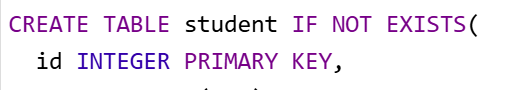 CREATE TABLE student IF NOT EXISTS(
id INTEGER PRIMARY KEY,